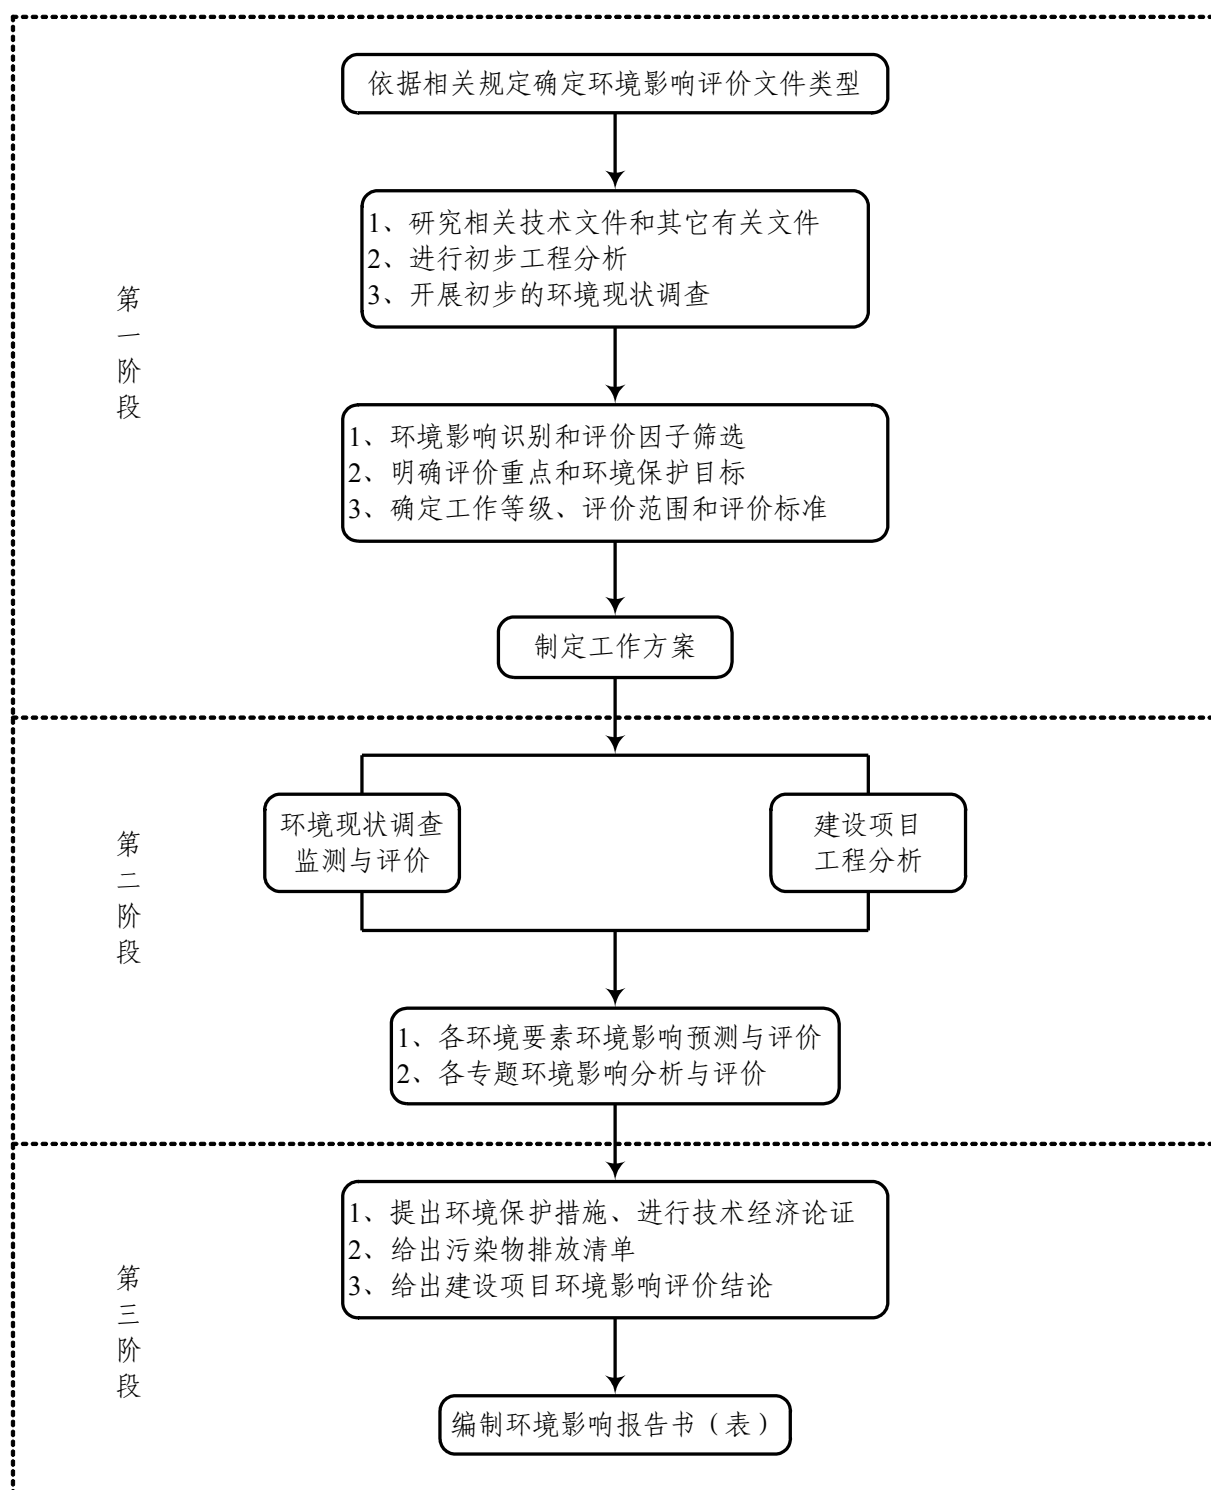 依据相关规定确定环境影响评价文件类型
1、研究相关技术文件和其它有关文件
2、进行初步工程分析
3、开展初步的环境现状调查
第一阶段
1、环境影响识别和评价因子筛选
2、明确评价重点和环境保护目标
3、确定工作等级、评价范围和评价标准
制定工作方案
环境现状调查
监测与评价
建设项目
工程分析
第二阶段
1、各环境要素环境影响预测与评价
2、各专题环境影响分析与评价
1、提出环境保护措施、进行技术经济论证
2、给出污染物排放清单
3、给出建设项目环境影响评价结论
第三阶段
编制环境影响报告书（表）